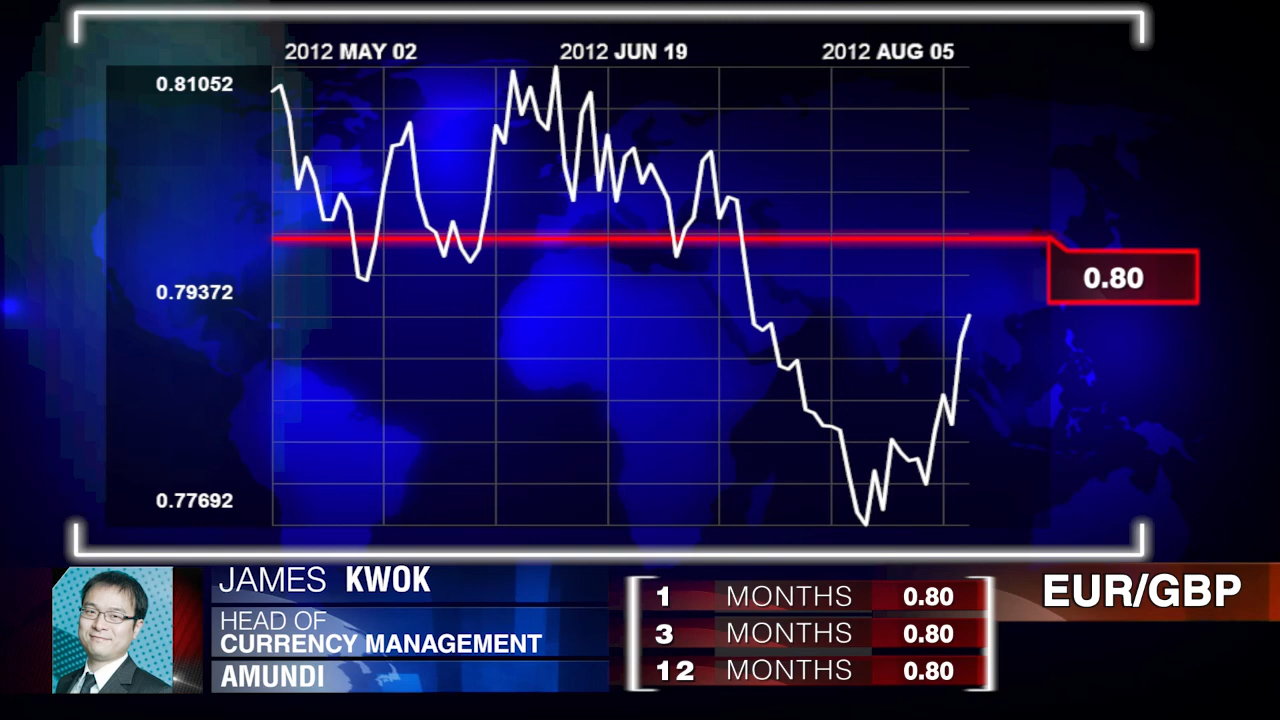 2012 MAY 02
2012 JUN 19
2012 AUG 05
0.81052
0.79372
0.77692
0.80
JAMES KWOK
HEAD OF
CURRENCY MANAGEMENT
AMUNDI
1 MONTHS 0.80
3 MONTHS 0.80
12 MONTHS 0.80
EUR/GBP